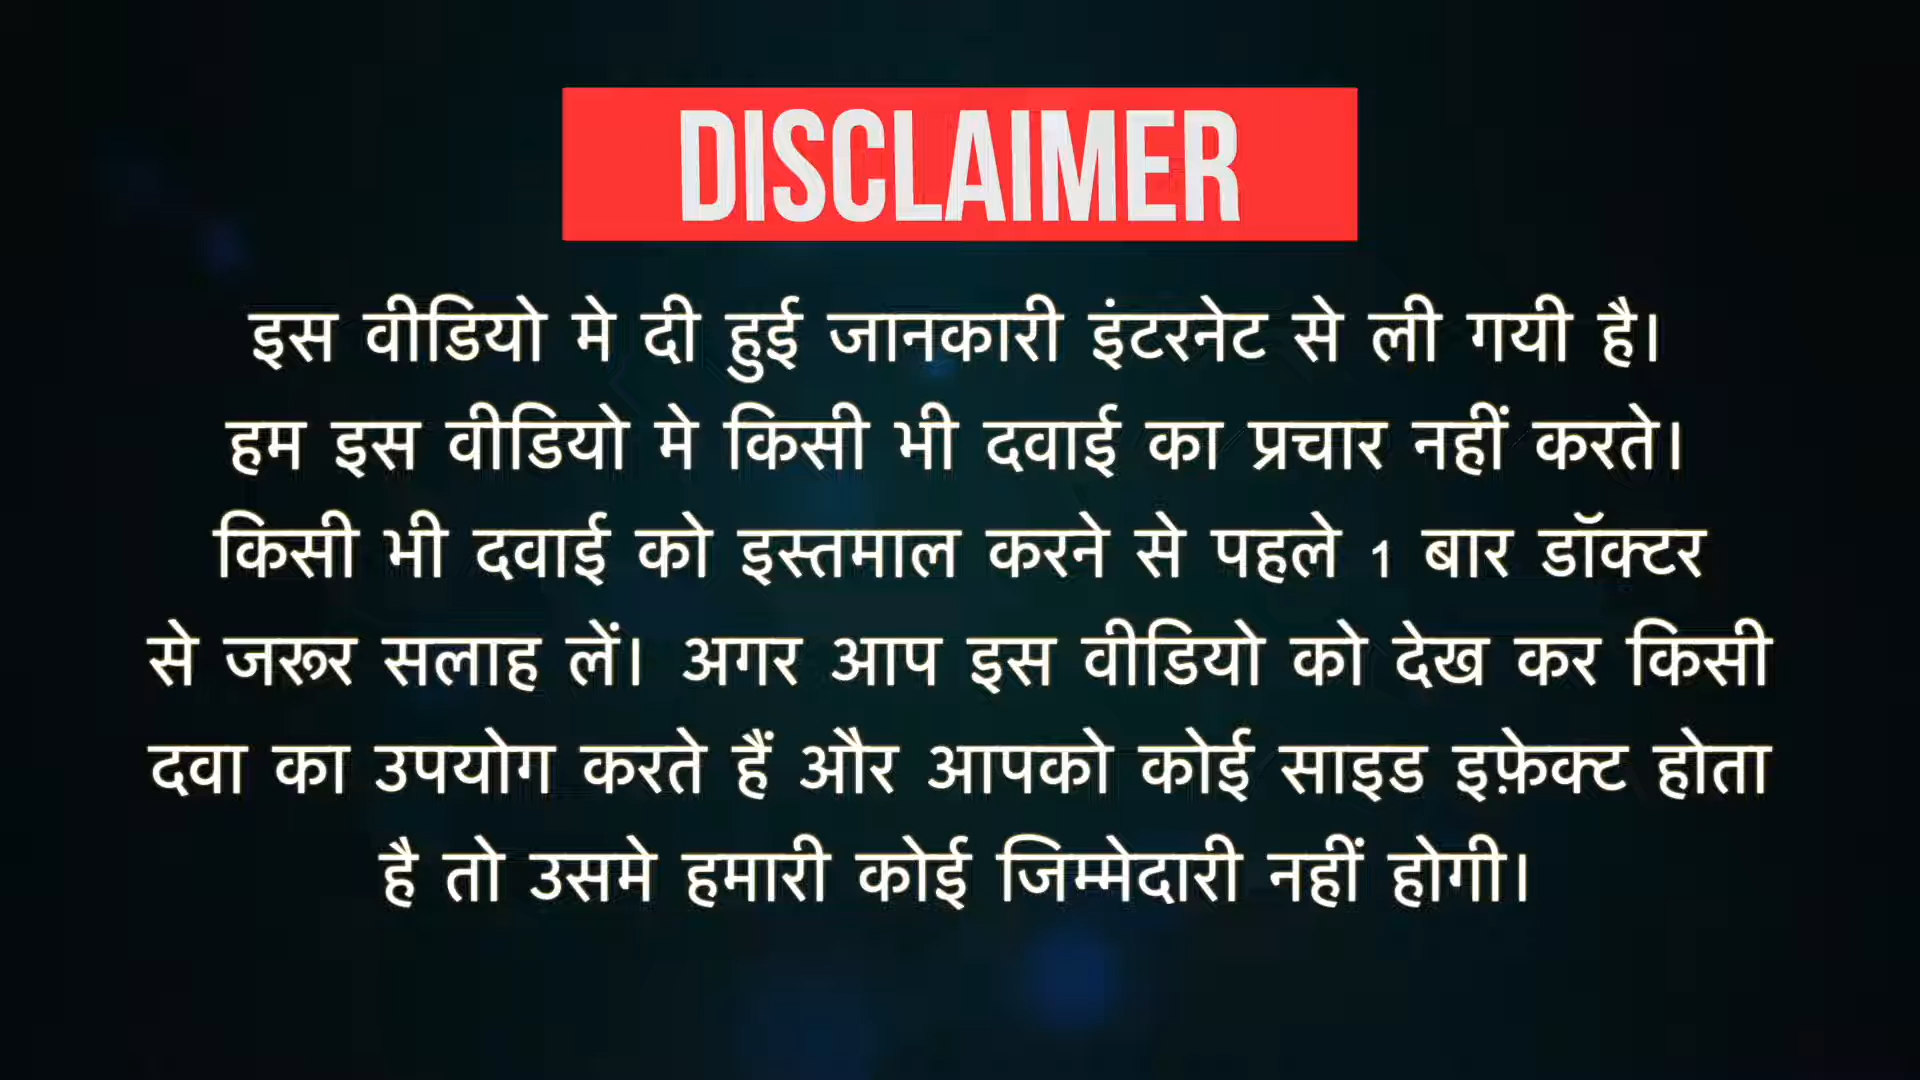 DISCLAIMER
इस वीडियो मे दी हुई जानकारी इंटरनेट से ली गयी है।
हम इस वीडियो मे किसी भी दवाई का प्रचार नहीं करते।
किसी भी दवाई को इस्तमाल करने से पहले 1 बार डॉक्टर
से जरूर सलाह लें। अगर आप इस वीडियो को देख कर किसी
दवा का उपयोग करते हैं और आपको कोई साइड इफ़ेक्ट होता
है तो उसमे हमारी कोई जिम्मेदारी नहीं होगी।